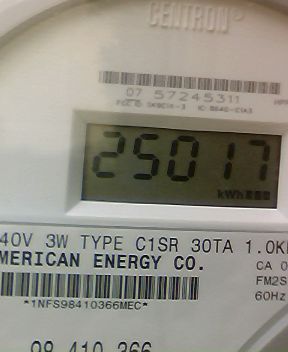 CENTRON®
07 57245311
25017
kWh
40V 3W TYPE C1SR 30TA 1.0K
MERICAN ENERGY CO.
CA 0
FM2S
60Hz
*1NFS98410366MEC*
98 410 366